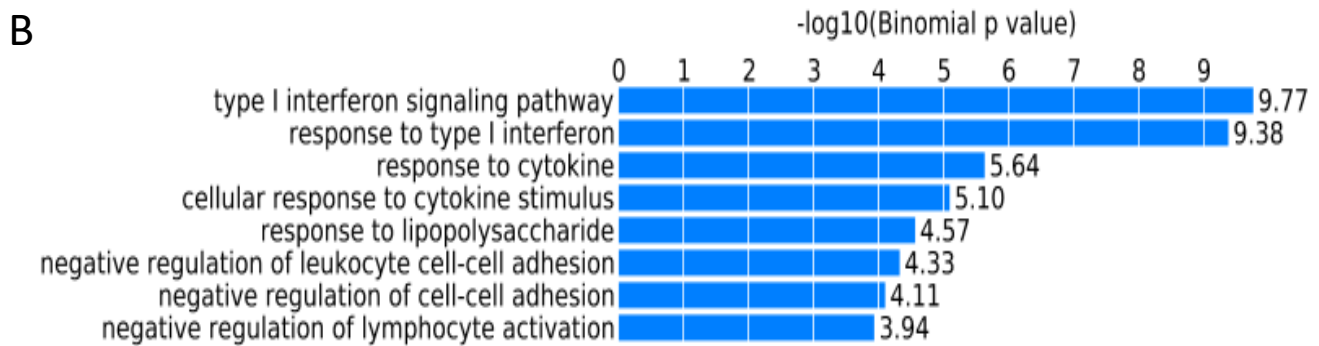 B
-log10(Binomial p value)
0 1 2 3 4 5 6 7 8 9
type I interferon signaling pathway 9.77
response to type I interferon 9.38
response to cytokine 5.64
cellular response to cytokine stimulus 5.10
response to lipopolysaccharide 4.57
negative regulation of leukocyte cell-cell adhesion 4.33
negative regulation of cell-cell adhesion 4.11
negative regulation of lymphocyte activation 3.94